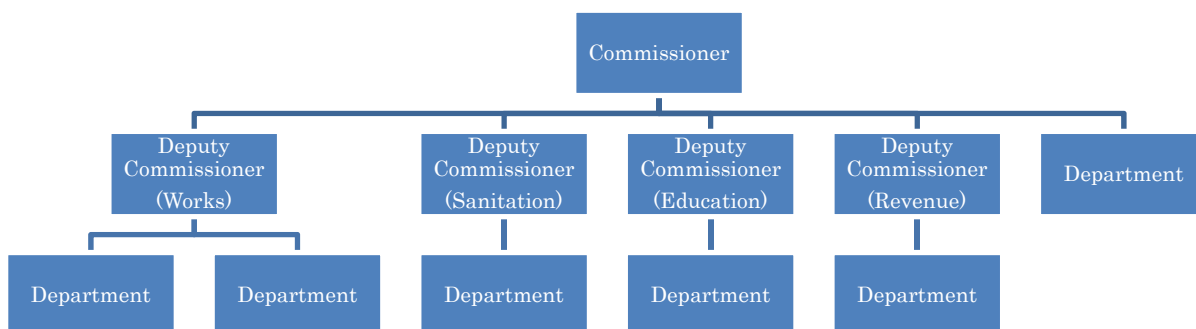 Commissioner
Deputy
Commissioner
(Works)
Deputy
Commissioner
(Sanitation)
Deputy
Commissioner
(Education)
Deputy
Commissioner
(Revenue)
Department
Department
Department
Department
Department
Department